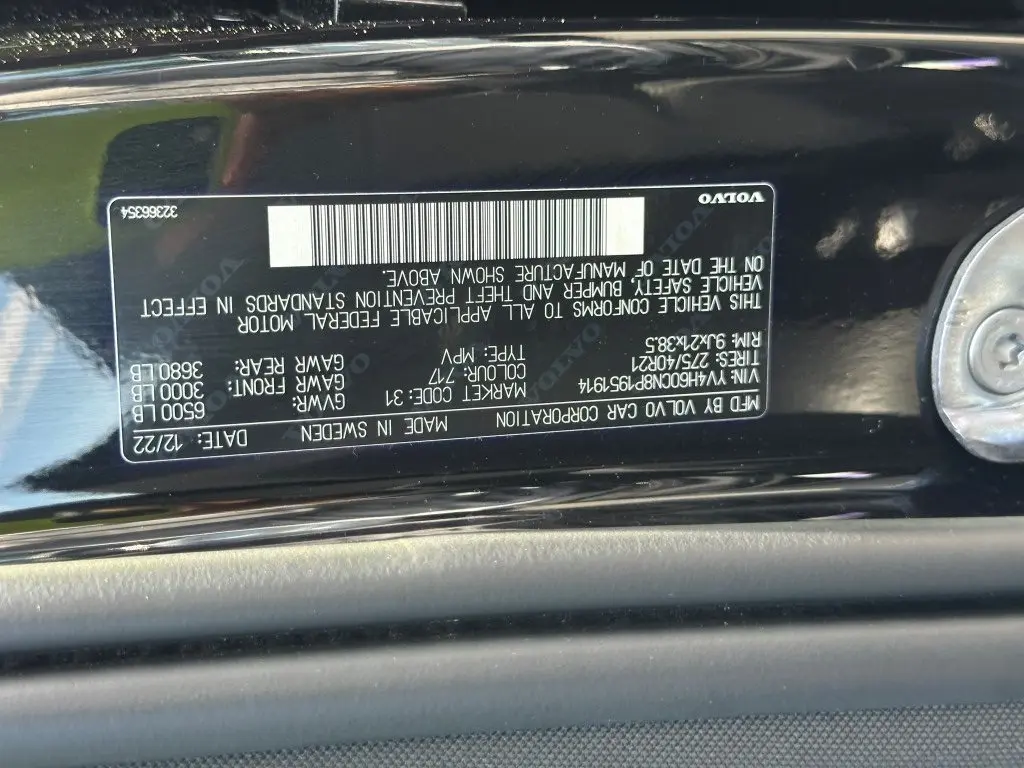 MFD BY VOLVO CAR CORPORATION MADE IN SWEDEN DATE: 12/22
VIN: YV4H60CN8P1951914 MARKET CODE: 31 GAWR: 6500 LB
TIRES: 275/40R21 COLOUR: 717 GAWR FRONT: 3000 LB
RIM: 9Jx21x38.5 TYPE: MPV GAWR REAR: 3680 LB
THIS VEHICLE CONFORMS TO ALL APPLICABLE FEDERAL MOTOR
VEHICLE SAFETY, BUMPER AND THEFT PREVENTION STANDARDS IN EFFECT
ON THE DATE OF MANUFACTURE SHOWN ABOVE.
VOLVO 32366354